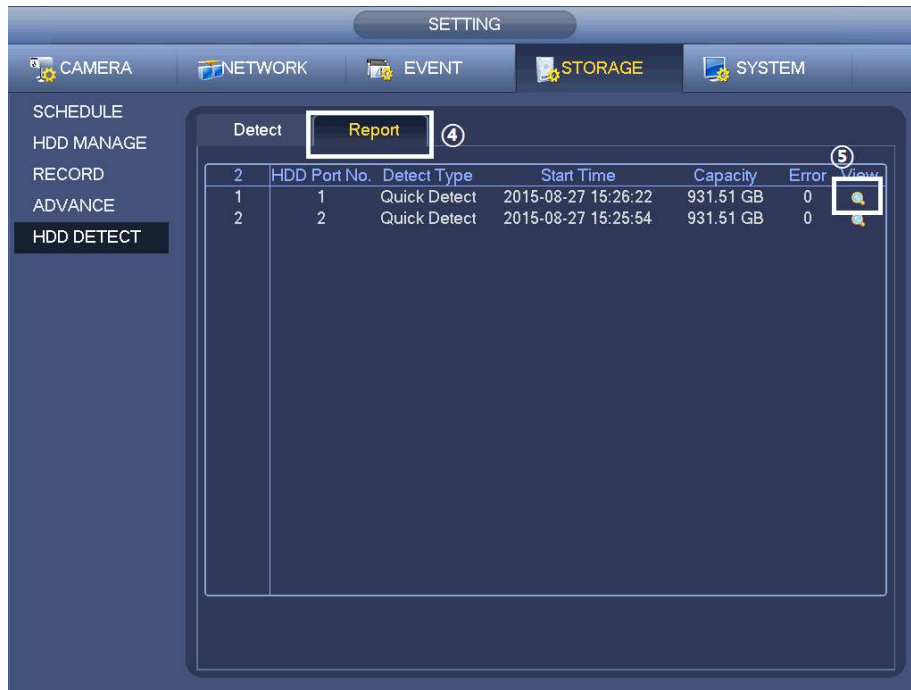 SETTING
CAMERA NETWORK EVENT STORAGE SYSTEM
SCHEDULE
HDD MANAGE
RECORD
ADVANCE
HDD DETECT
Detect Report ④
⑤
2 HDD Port No. Detect Type Start Time Capacity Error View
1 1 Quick Detect 2015-08-27 15:26:22 931.51 GB 0
2 2 Quick Detect 2015-08-27 15:25:54 931.51 GB 0